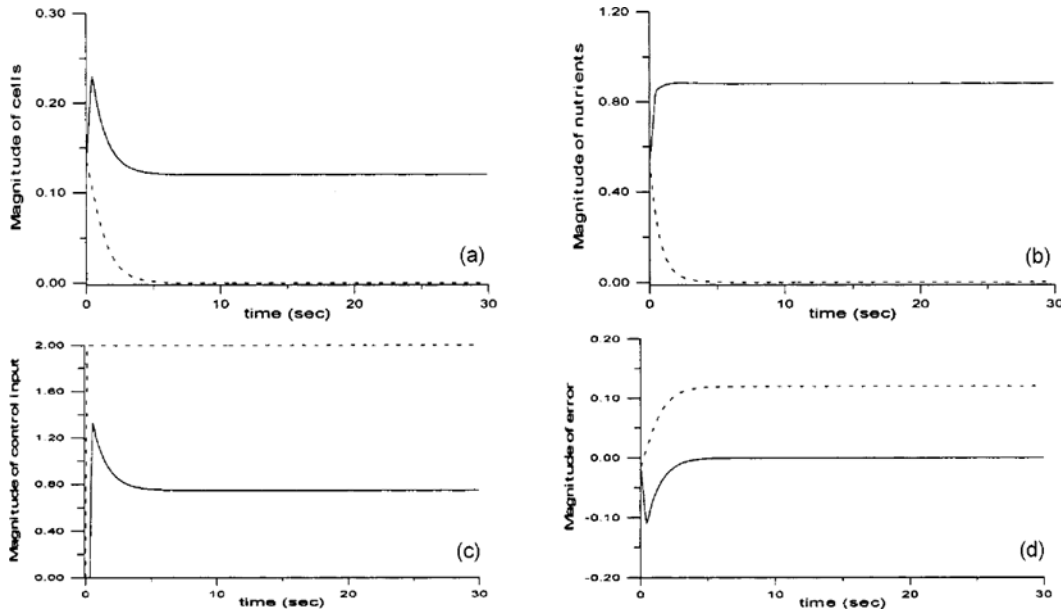 0.30
0.20
0.10
0.00
Magnitude of cells
(a)
0
10
20
30
time (sec)
1.20
0.80
0.40
0.00
Magnitude of nutrients
(b)
0
10
20
30
time (sec)
2.00
1.60
1.20
0.80
0.40
0.00
Magnitude of control input
(c)
0
10
20
30
time (sec)
0.20
0.10
0.00
-0.10
-0.20
Magnitude of error
(d)
0
10
20
30
time (sec)